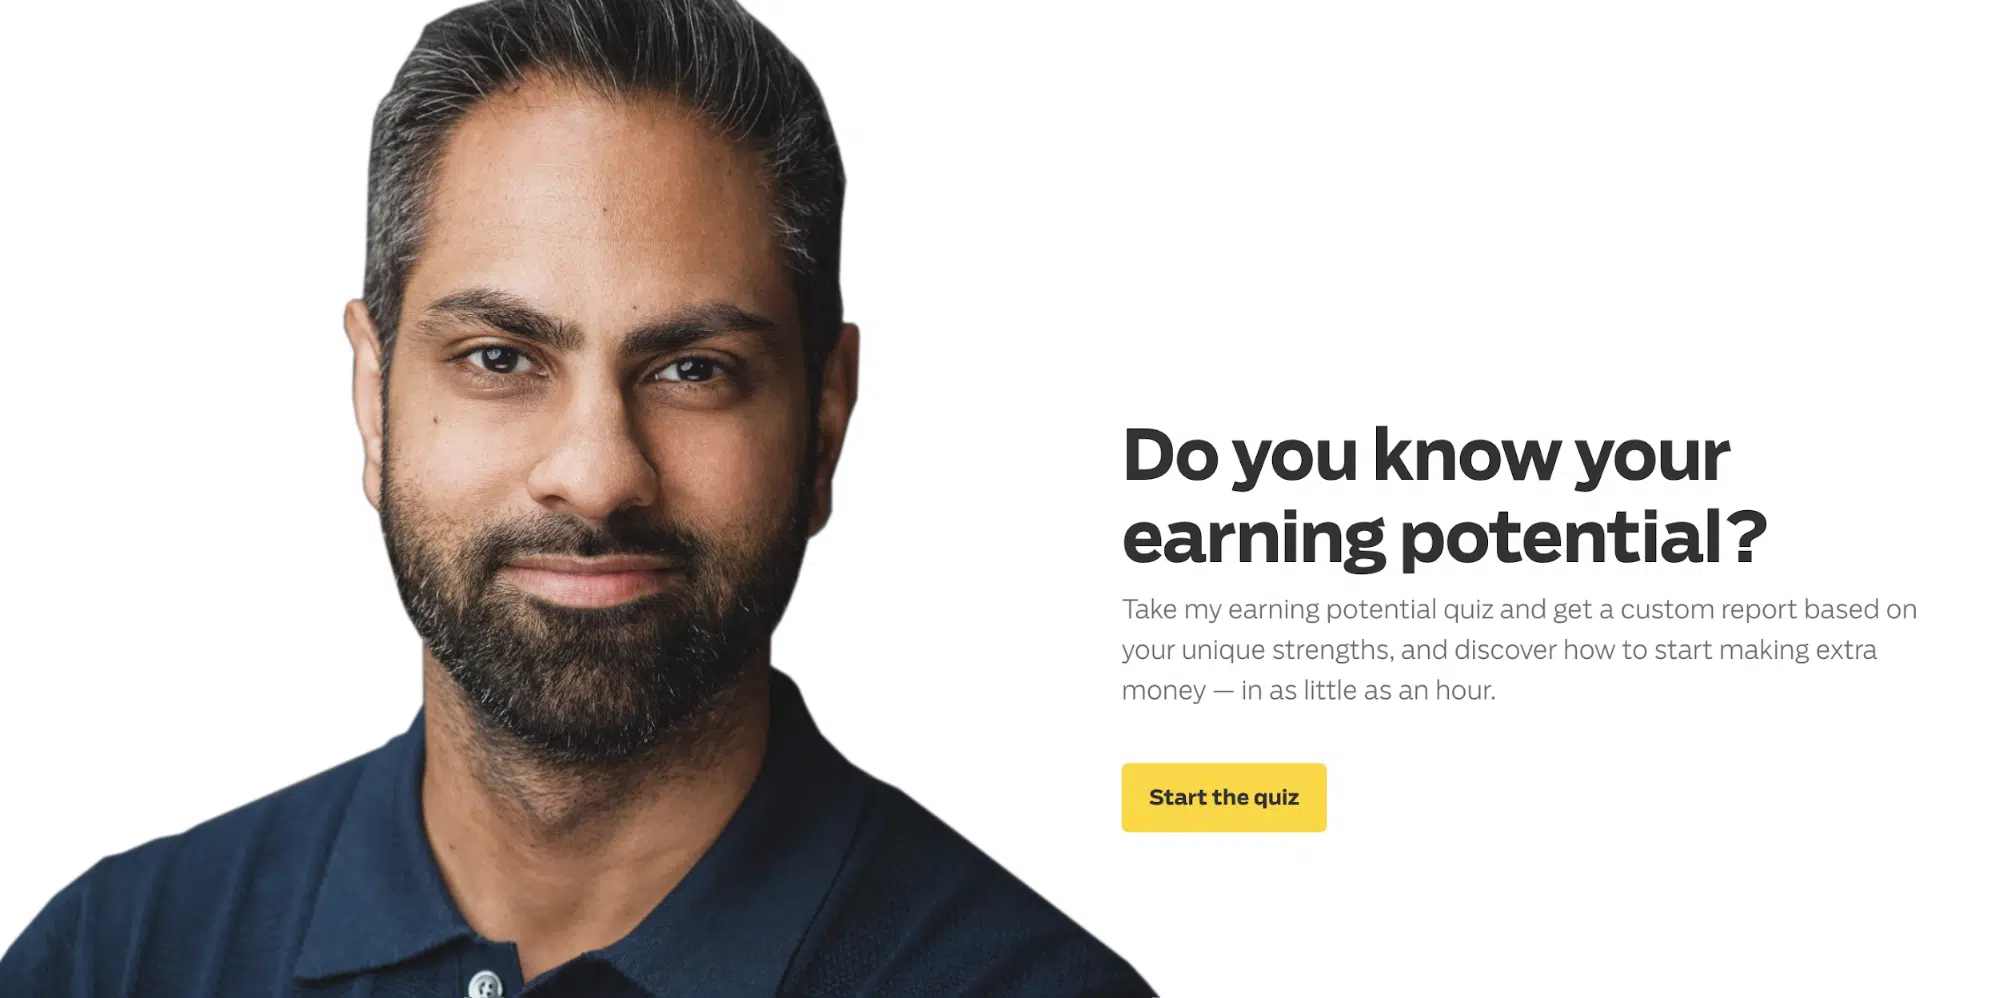 Do you know your
earning potential?
Take my earning potential quiz and get a custom report based on
your unique strengths, and discover how to start making extra
money — in as little as an hour.
Start the quiz